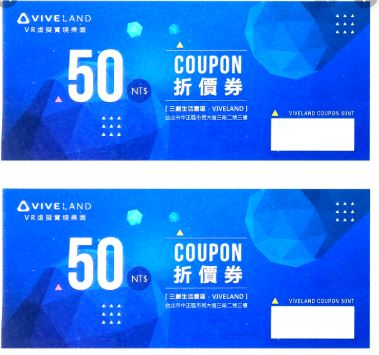 VIVELAND
VR虛擬實境樂園
50 NT$
COUPON
折價券
[ 三創生活園區 - VIVELAND ]
台北市中正區市民大道三段二號三樓
VIVELAND COUPON 50NT
VIVELAND
VR虛擬實境樂園
50 NT$
COUPON
折價券
[ 三創生活園區 - VIVELAND ]
台北市中正區市民大道三段二號三樓
VIVELAND COUPON 50NT